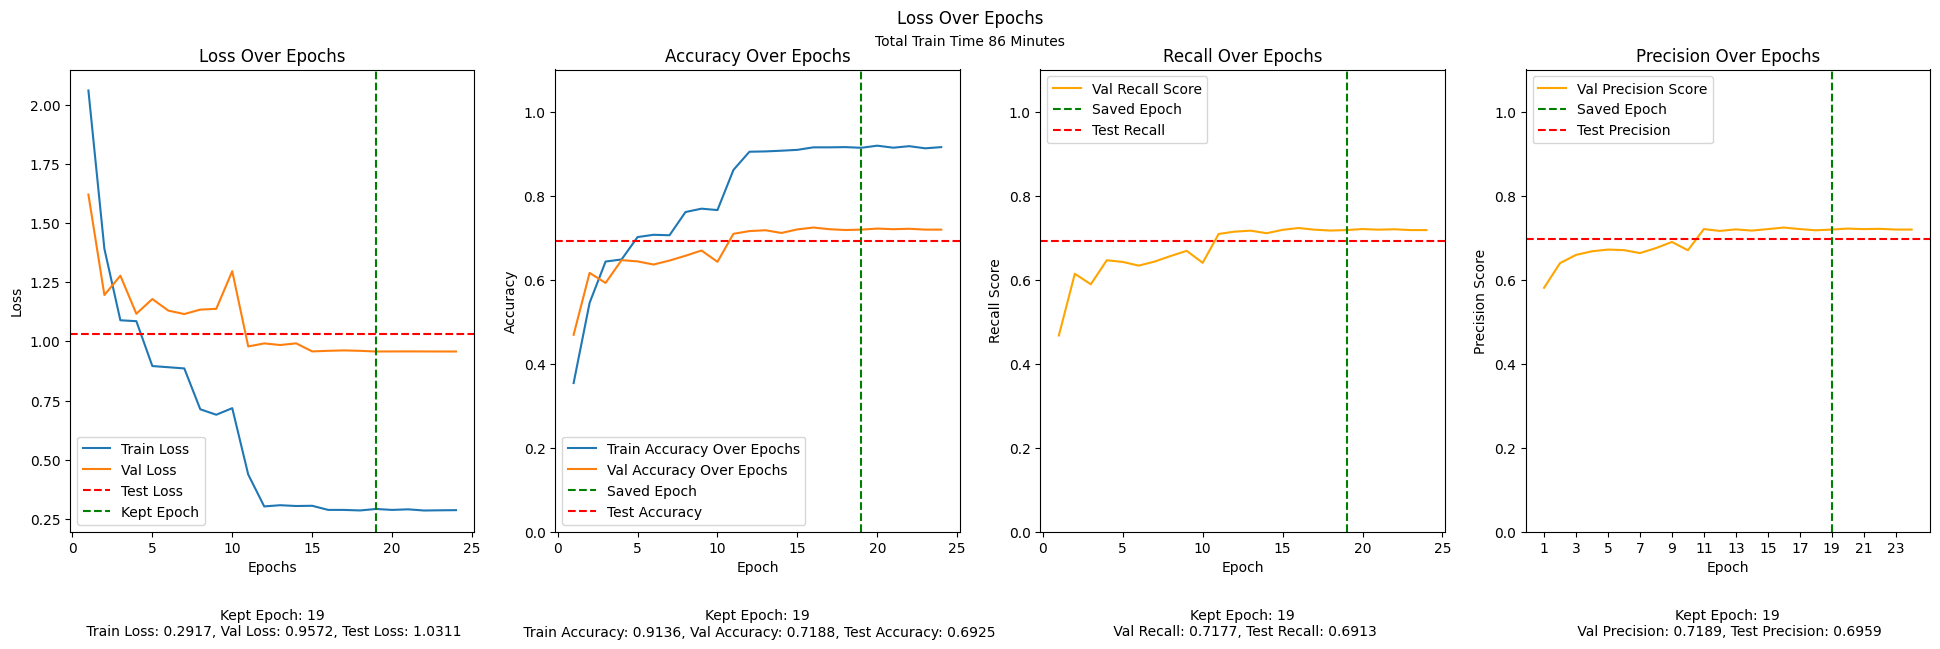 Loss Over Epochs
Total Train Time 86 Minutes
Loss Over Epochs
Loss
2.00
1.75
1.50
1.25
1.00
0.75
0.50
0.25
Train Loss
Val Loss
Test Loss
Kept Epoch
0 5 10 15 20 25
Epochs
Kept Epoch: 19
Train Loss: 0.2917, Val Loss: 0.9572, Test Loss: 1.0311
Accuracy Over Epochs
Accuracy
1.0
0.8
0.6
0.4
0.2
0.0
Train Accuracy Over Epochs
Val Accuracy Over Epochs
Saved Epoch
Test Accuracy
0 5 10 15 20 25
Epoch
Kept Epoch: 19
Train Accuracy: 0.9136, Val Accuracy: 0.7188, Test Accuracy: 0.6925
Recall Over Epochs
Val Recall Score
Saved Epoch
Test Recall
Recall Score
1.0
0.8
0.6
0.4
0.2
0.0
0 5 10 15 20 25
Epoch
Kept Epoch: 19
Val Recall: 0.7177, Test Recall: 0.6913
Precision Over Epochs
Val Precision Score
Saved Epoch
Test Precision
Precision Score
1.0
0.8
0.6
0.4
0.2
0.0
1 3 5 7 9 11 13 15 17 19 21 23
Epoch
Kept Epoch: 19
Val Precision: 0.7189, Test Precision: 0.6959